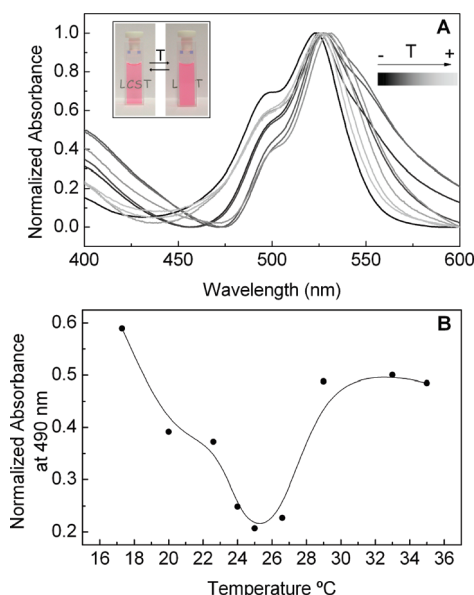 A
T
LCST
L T
- T +
1.0
0.8
0.6
0.4
0.2
0.0
Normalized Absorbance
400 450 500 550 600
Wavelength (nm)
B
0.6
0.5
0.4
0.3
0.2
Normalized Absorbance
at 490 nm
16 18 20 22 24 26 28 30 32 34 36
Temperature ºC